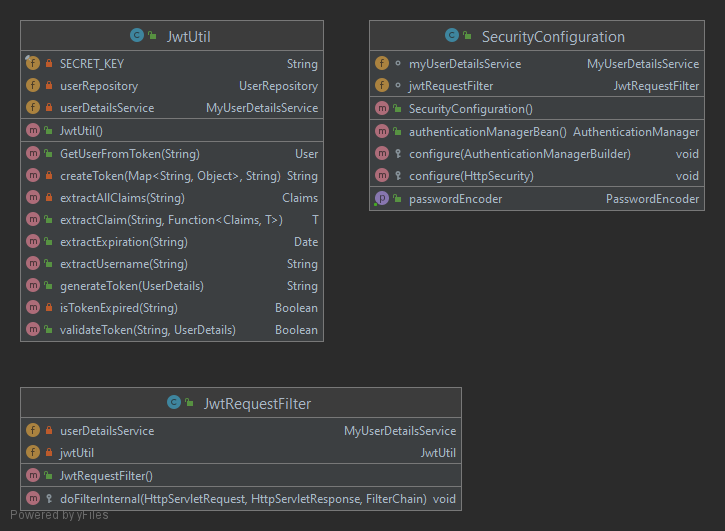 JwtUtil
SECRET_KEY String
userRepository UserRepository
userDetailsService MyUserDetailsService
JwtUtil()
GetUserFromToken(String) User
createToken(Map<String, Object>, String) String
extractAllClaims(String) Claims
extractClaim(String, Function<Claims, T>) T
extractExpiration(String) Date
extractUsername(String) String
generateToken(UserDetails) String
isTokenExpired(String) Boolean
validateToken(String, UserDetails) Boolean
SecurityConfiguration
myUserDetailsService MyUserDetailsService
jwtRequestFilter JwtRequestFilter
SecurityConfiguration()
authenticationManagerBean() AuthenticationManager
configure(AuthenticationManagerBuilder) void
configure(HttpSecurity) void
passwordEncoder PasswordEncoder
JwtRequestFilter
userDetailsService MyUserDetailsService
jwtUtil JwtUtil
JwtRequestFilter()
doFilterInternal(HttpServletRequest, HttpServletResponse, FilterChain) void
Powered by yFiles